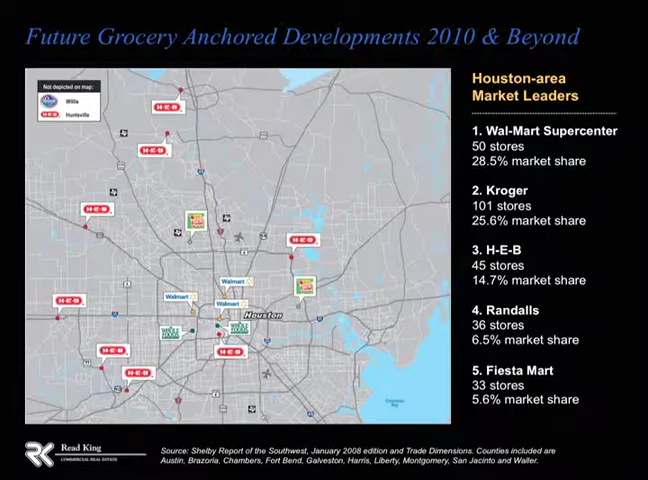 Future Grocery Anchored Developments 2010 & Beyond
Not depicted on map:
Willis
H-E-B Huntsville
H-E-B
H-E-B
H-E-B
H-E-B
Walmart
Walmart
Walmart
H-E-B
Houston
WHOLE FOODS
WHOLE FOODS
H-E-B
H-E-B
H-E-B
Houston-area
Market Leaders
1. Wal-Mart Supercenter
50 stores
28.5% market share
2. Kroger
101 stores
25.6% market share
3. H-E-B
45 stores
14.7% market share
4. Randalls
36 stores
6.5% market share
5. Fiesta Mart
33 stores
5.6% market share
RK
Read King
COMMERCIAL REAL ESTATE
Source: Shelby Report of the Southwest, January 2008 edition and Trade Dimensions. Counties included are
Austin, Brazoria, Chambers, Fort Bend, Galveston, Harris, Liberty, Montgomery, San Jacinto and Waller.